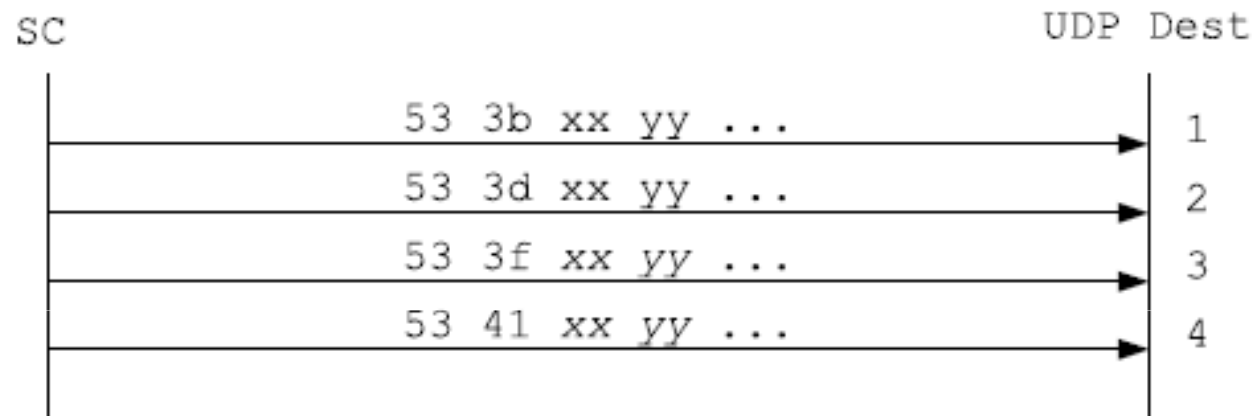 SC UDP Dest
53 3b xx yy ... 1
53 3d xx yy ... 2
53 3f xx yy ... 3
53 41 xx yy ... 4